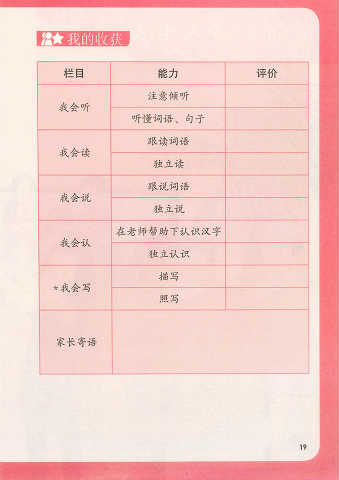 我的收获
栏目 能力 评价
我会听 注意倾听
听懂词语、句子
我会读 跟读词语
独立读
我会说 跟说词语
独立说
我会认 在老师帮助下认识汉字
独立认识
*我会写 描写
照写
家长寄语
19